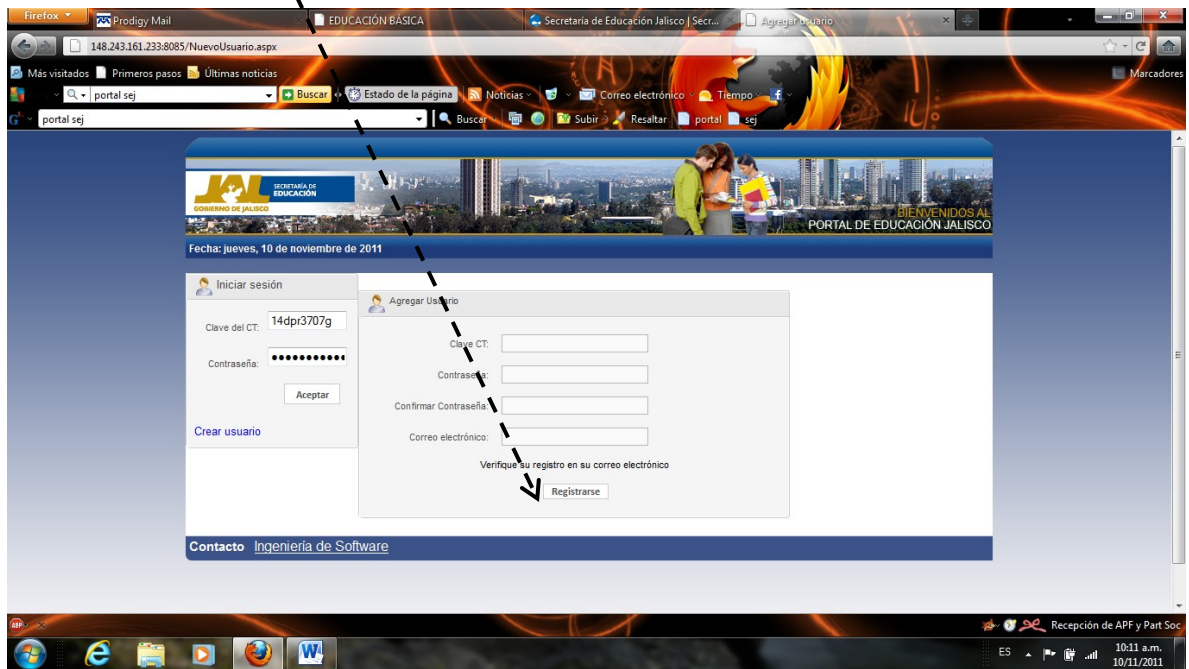 Firefox
Prodigy Mail
EDUCACIÓN BÁSICA
Secretaría de Educación Jalisco | Secr...
Agregar usuario
148.243.161.233:8085/NuevoUsuario.aspx
Más visitados Primeros pasos Últimas noticias
Marcadores
portal sej Buscar Estado de la página Noticias Correo electrónico Tiempo
portal sej Buscar Subir Resaltar portal sej
JAL
GOBIERNO DE JALISCO
SECRETARÍA DE
EDUCACIÓN
BIENVENIDOS AL
PORTAL DE EDUCACIÓN JALISCO
Fecha: jueves, 10 de noviembre de 2011
Iniciar sesión
Clave del CT: 14dpr3707g
Contraseña: •••••••••••
Aceptar
Crear usuario
Agregar Usuario
Clave CT:
Contraseña:
Confirmar Contraseña:
Correo electrónico:
Verifique su registro en su correo electrónico
Registrarse
Contacto Ingeniería de Software
ABP
Recepción de APF y Part Soc
ES
10:11 a.m.
10/11/2011